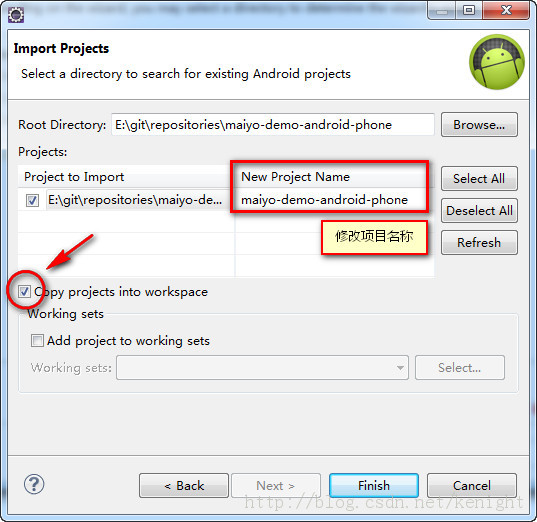 Import Projects
Select a directory to search for existing Android projects
Root Directory: E:\git\repositories\maiyo-demo-android-phone Browse...
Projects:
Project to Import New Project Name Select All
E:\git\repositories\maiyo-de... maiyo-demo-android-phone
Deselect All
修改项目名称 Refresh
Copy projects into workspace
Working sets
Add project to working sets
Working sets: Select...
< Back Next > Finish Cancel
http://blog.csdn.net/kenight